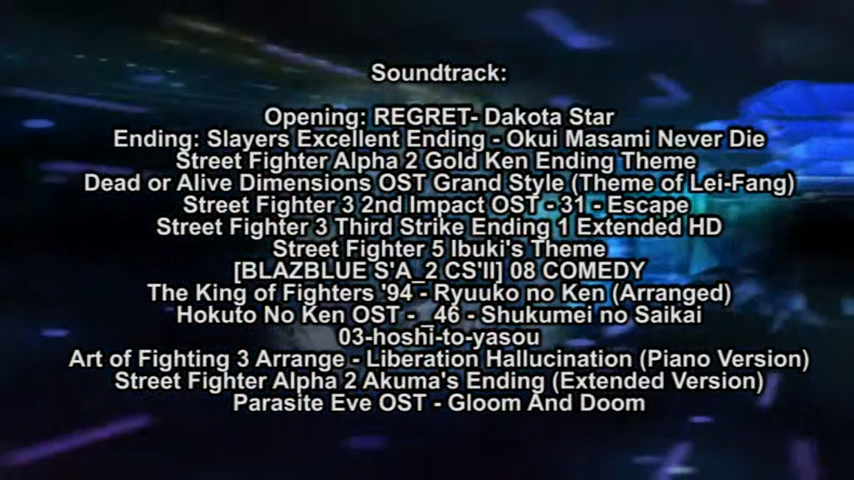 Soundtrack:
Opening: REGRET- Dakota Star
Ending: Slayers Excellent Ending - Okui Masami Never Die
Street Fighter Alpha 2 Gold Ken Ending Theme
Dead or Alive Dimensions OST Grand Style (Theme of Lei-Fang)
Street Fighter 3 2nd Impact OST - 31 - Escape
Street Fighter 3 Third Strike Ending 1 Extended HD
Street Fighter 5 Ibuki's Theme
[BLAZBLUE S'A_2 CS'II] 08 COMEDY
The King of Fighters '94 - Ryuuko no Ken (Arranged)
Hokuto No Ken OST - _46 - Shukumei no Saikai
03-hoshi-to-yasou
Art of Fighting 3 Arrange - Liberation Hallucination (Piano Version)
Street Fighter Alpha 2 Akuma's Ending (Extended Version)
Parasite Eve OST - Gloom And Doom